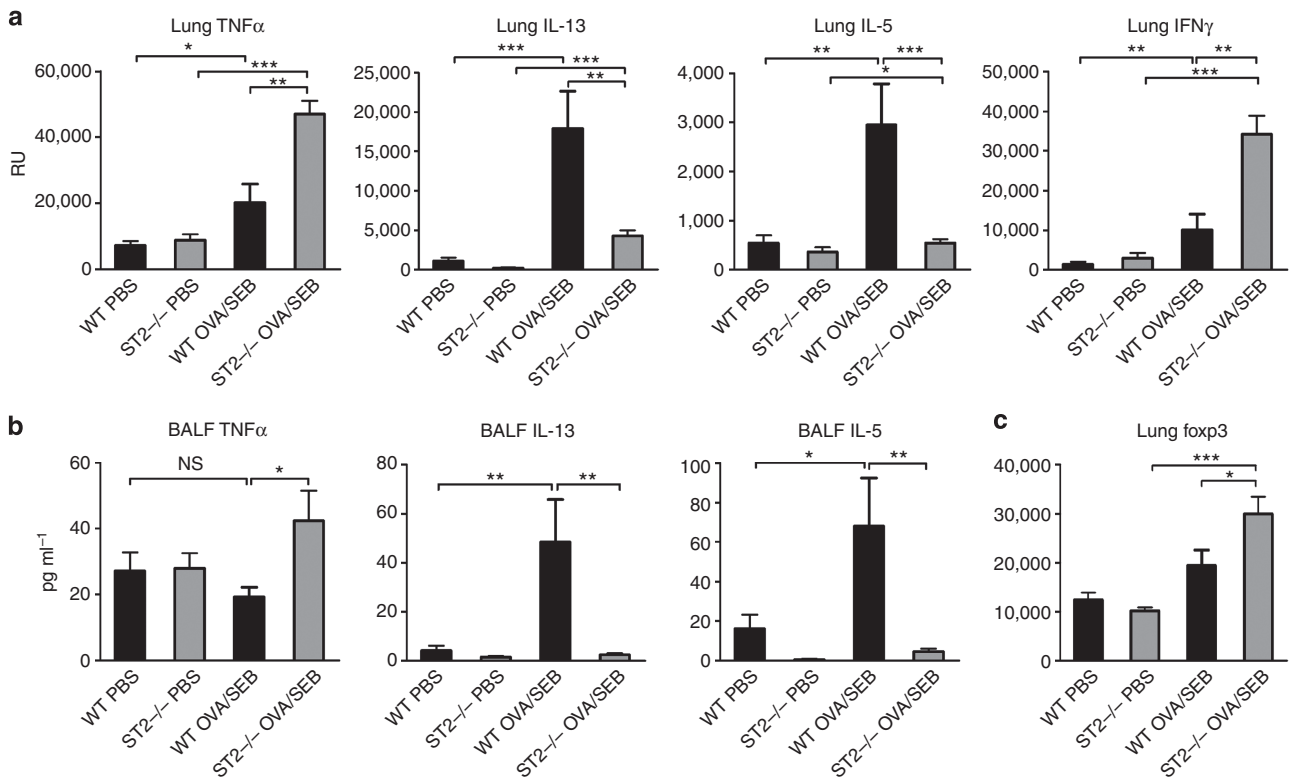 a
Lung TNFα
Lung IL-13
Lung IL-5
Lung IFNγ
* *** **
*** *** **
** *** *
** ** ***
RU
60,000
40,000
20,000
0
25,000
20,000
15,000
10,000
5,000
0
4,000
3,000
2,000
1,000
0
50,000
40,000
30,000
20,000
10,000
0
WT PBS
ST2–/– PBS
WT OVA/SEB
ST2–/– OVA/SEB
WT PBS
ST2–/– PBS
WT OVA/SEB
ST2–/– OVA/SEB
WT PBS
ST2–/– PBS
WT OVA/SEB
ST2–/– OVA/SEB
WT PBS
ST2–/– PBS
WT OVA/SEB
ST2–/– OVA/SEB
b
BALF TNFα
BALF IL-13
BALF IL-5
NS *
** **
* **
pg ml⁻¹
60
40
20
0
80
60
40
20
0
100
80
60
40
20
0
WT PBS
ST2–/– PBS
WT OVA/SEB
ST2–/– OVA/SEB
WT PBS
ST2–/– PBS
WT OVA/SEB
ST2–/– OVA/SEB
WT PBS
ST2–/– PBS
WT OVA/SEB
ST2–/– OVA/SEB
c
Lung foxp3
***
*
40,000
30,000
20,000
10,000
0
WT PBS
ST2–/– PBS
WT OVA/SEB
ST2–/– OVA/SEB